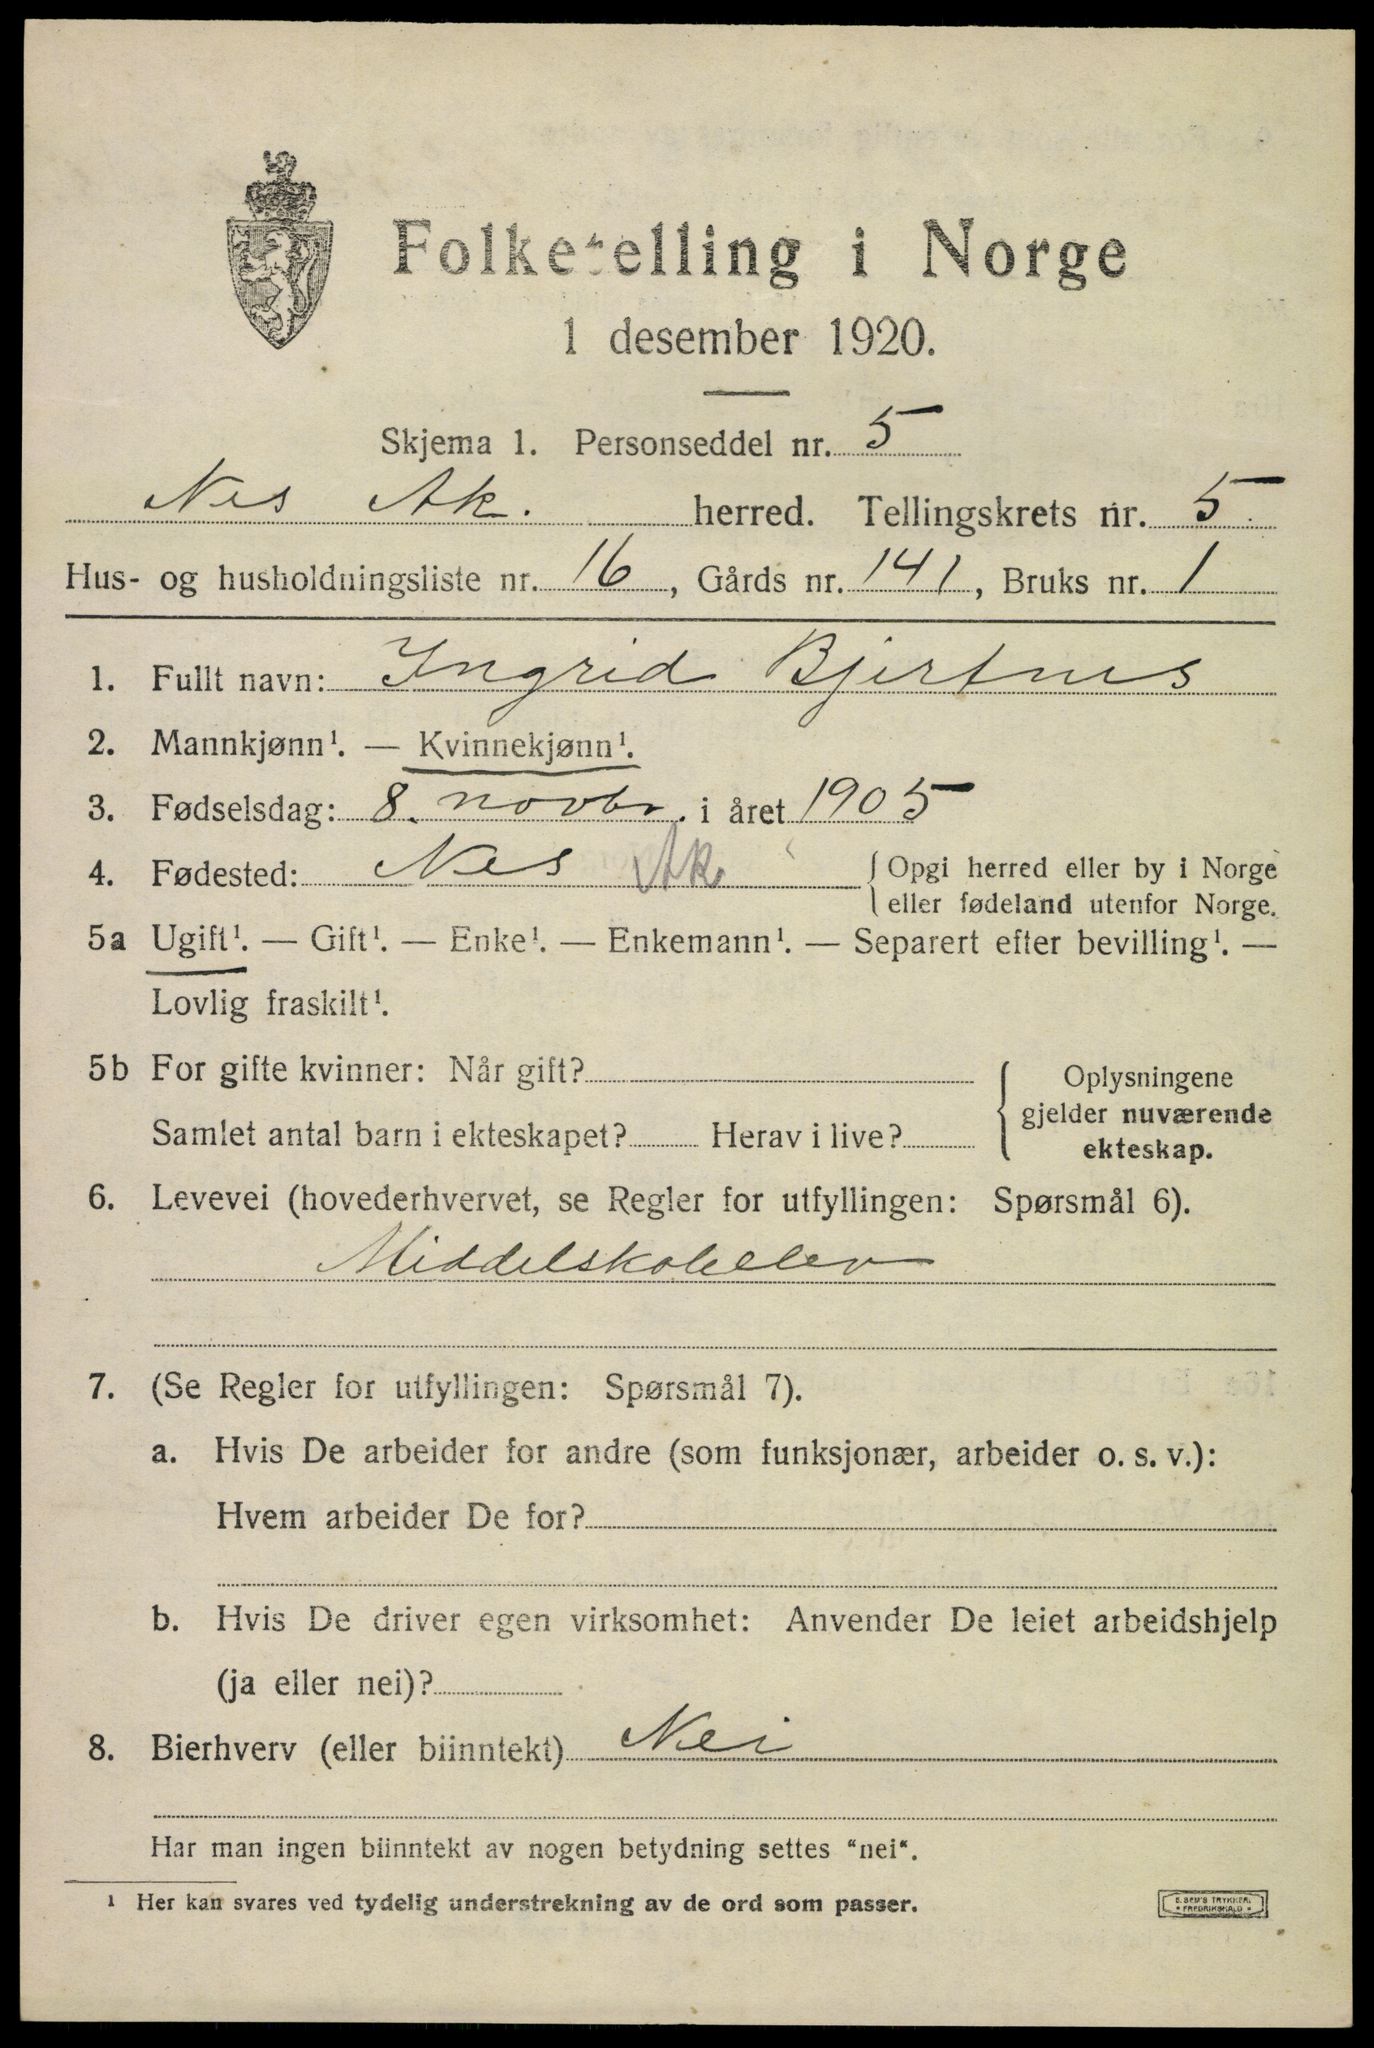 Folketelling i Norge
1 desember 1920.
Skjema 1. Personseddel nr. 5
Nes Ak. herred. Tellingskrets nr. 5
Hus- og husholdningsliste nr. 16, Gårds nr. 141, Bruks nr. 1
1. Fullt navn: Ingrid Bjertnes
2. Mannkjønn¹. — Kvinnekjønn¹.
3. Fødselsdag: 8. novbr. i året 1905
4. Fødested: Nes Ak. { Opgi herred eller by i Norge
eller fødeland utenfor Norge.
5a Ugift¹. — Gift¹. — Enke¹. — Enkemann¹. — Separert efter bevilling¹. —
Lovlig fraskilt¹.
5b For gifte kvinner: Når gift?
Samlet antal barn i ekteskapet? Herav i live?
{ Oplysningene
gjelder nuværende
ekteskap.
6. Levevei (hovederhvervet, se Regler for utfyllingen: Spørsmål 6).
Middelskoleelev
7. (Se Regler for utfyllingen: Spørsmål 7).
a. Hvis De arbeider for andre (som funksjonær, arbeider o. s. v.):
Hvem arbeider De for?
b. Hvis De driver egen virksomhet: Anvender De leiet arbeidshjelp
(ja eller nei)?
8. Bierhverv (eller biinntekt) Nei
Har man ingen biinntekt av nogen betydning settes "nei".
¹ Her kan svares ved tydelig understrekning av de ord som passer.
E. SEM'S TRYKKERI
• FREDRIKSHALD •